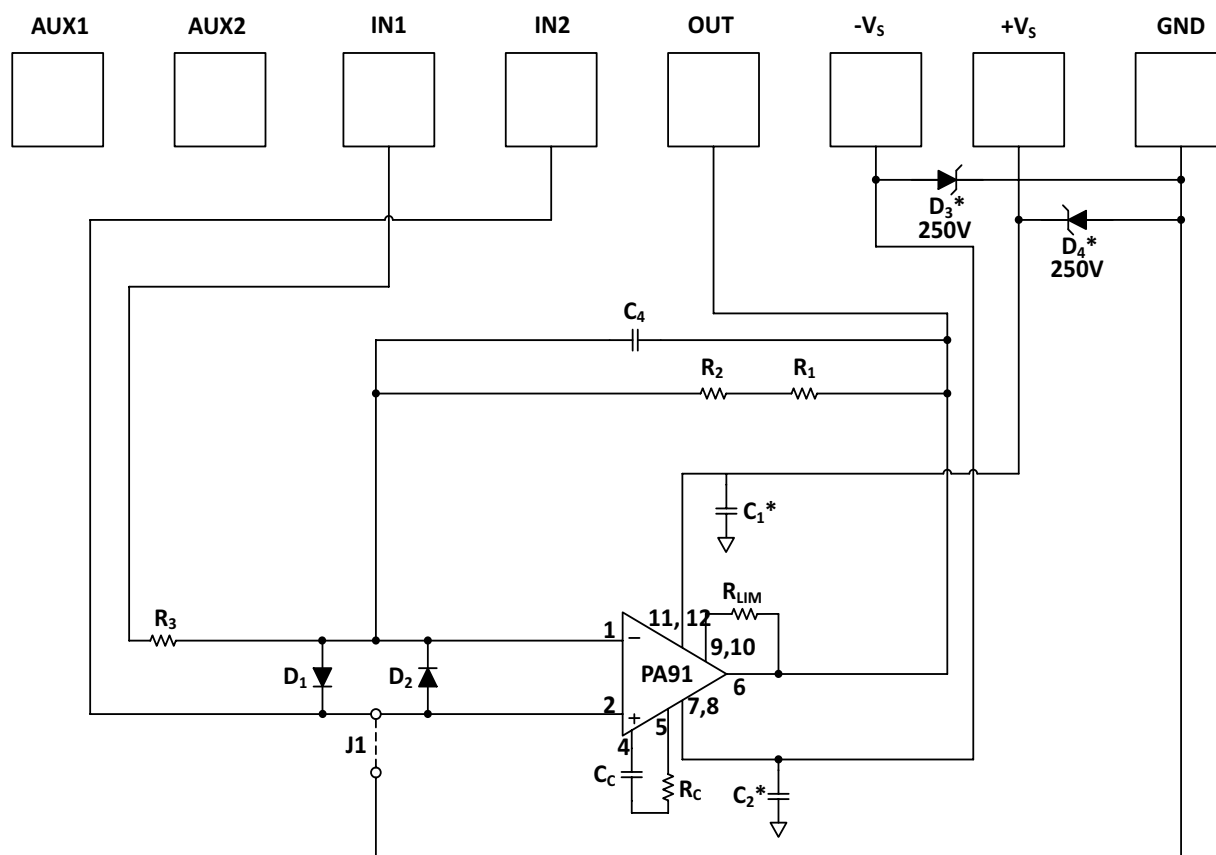 AUX1
AUX2
IN1
IN2
OUT
-VS
+VS
GND
D3*
250V
D4*
250V
C4
R2
R1
C1*
R3
RLIM
11, 12
1
−
9,10
D1
D2
PA91
6
7,8
2
+
5
4
J1
CC
RC
C2*